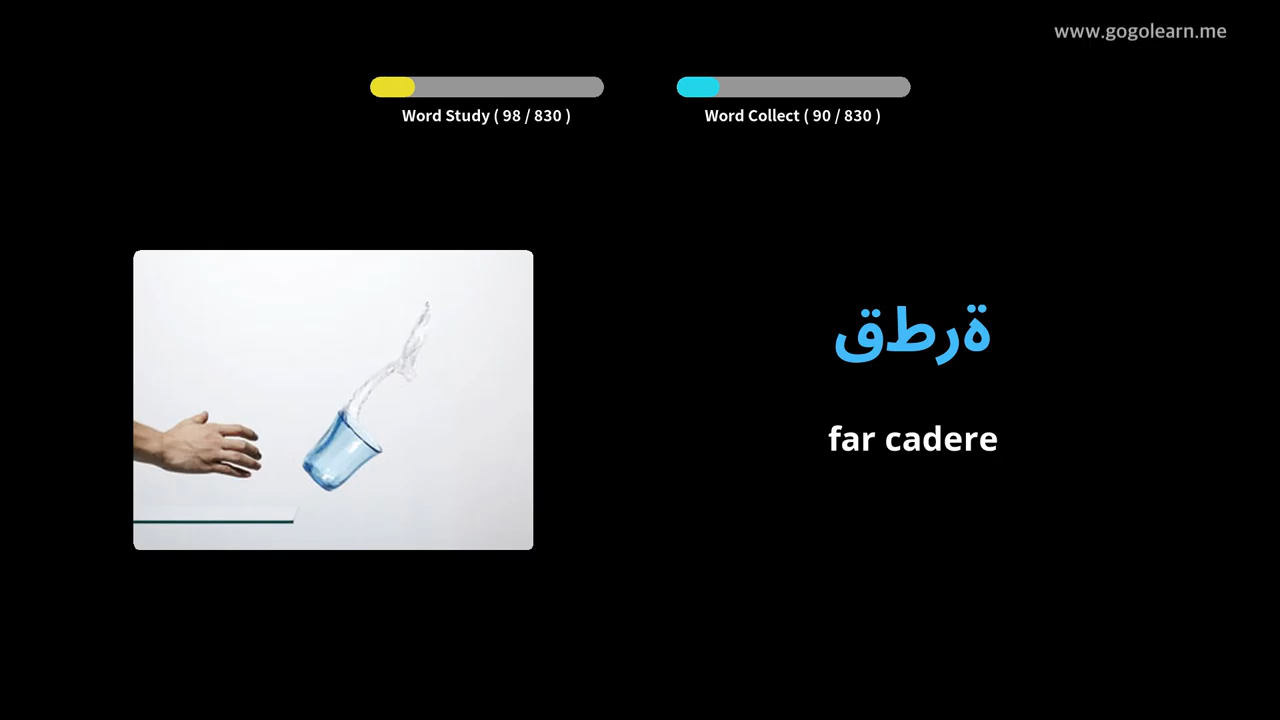 www.gogolearn.me
Word Study ( 98 / 830 )
Word Collect ( 90 / 830 )
ةرطق
far cadere